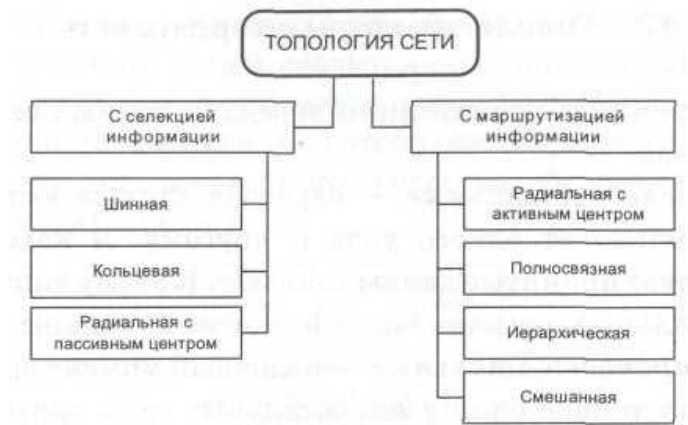 ТОПОЛОГИЯ СЕТИ
С селекцией
информации
Шинная
Кольцевая
Радиальная с
пассивным центром
С маршрутизацией
информации
Радиальная с
активным центром
Полносвязная
Иерархическая
Смешанная